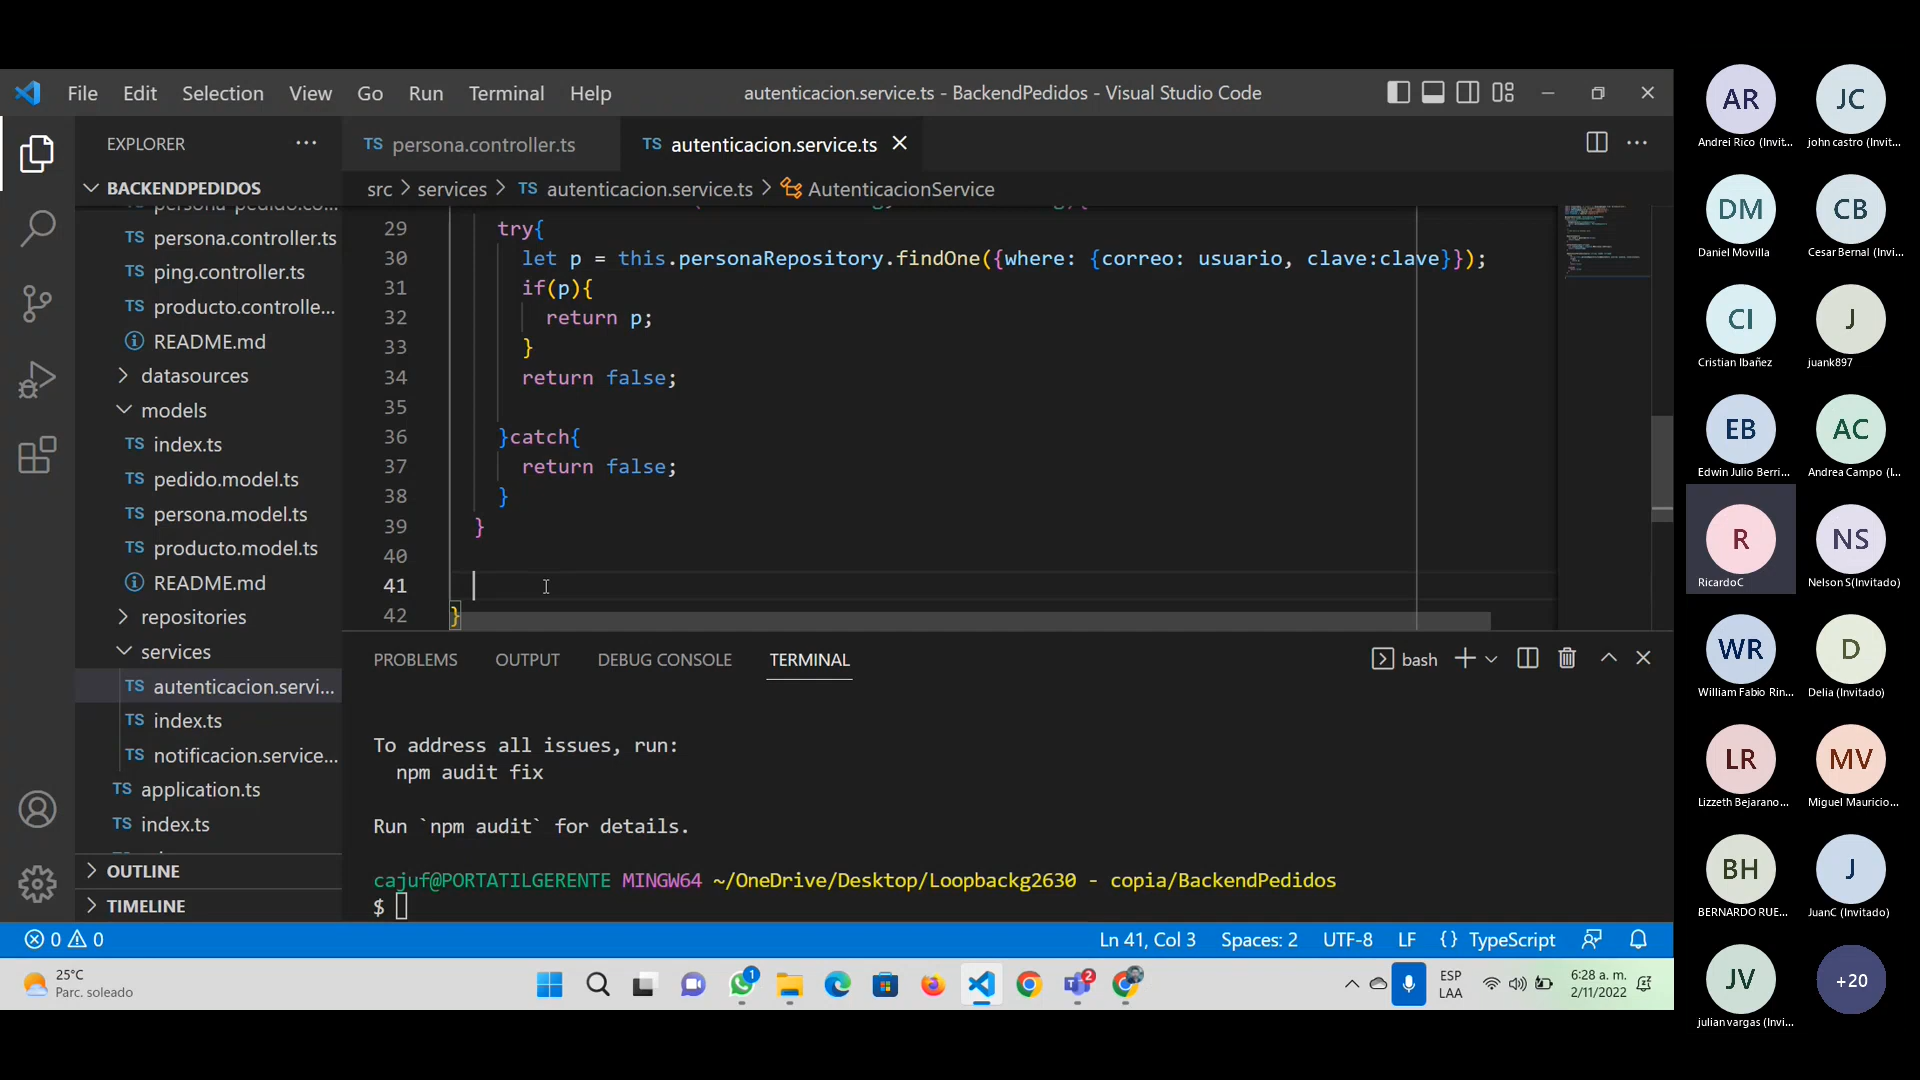 File Edit Selection View Go Run Terminal Help
autenticacion.service.ts - BackendPedidos - Visual Studio Code
EXPLORER
BACKENDPEDIDOS
persona-pedido.co...
TS persona.controller.ts
TS ping.controller.ts
TS producto.controlle...
README.md
datasources
models
TS index.ts
TS pedido.model.ts
TS persona.model.ts
TS producto.model.ts
README.md
repositories
services
TS autenticacion.servi...
TS index.ts
TS notificacion.service...
TS application.ts
TS index.ts
OUTLINE
TIMELINE
TS persona.controller.ts
TS autenticacion.service.ts
src > services > TS autenticacion.service.ts > AutenticacionService
29 try{
30 let p = this.personaRepository.findOne({where: {correo: usuario, clave:clave}});
31 if(p){
32 return p;
33 }
34 return false;
35
36 }catch{
37 return false;
38 }
39 }
40
41
42 }
PROBLEMS OUTPUT DEBUG CONSOLE TERMINAL
bash
To address all issues, run:
npm audit fix
Run `npm audit` for details.
cajuf@PORTATILGERENTE MINGW64 ~/OneDrive/Desktop/Loopbackg2630 - copia/BackendPedidos
$
0 0
Ln 41, Col 3 Spaces: 2 UTF-8 LF {} TypeScript
25°C
Parc. soleado
1
2
ESP
LAA
6:28 a. m.
2/11/2022
AR
Andrei Rico (Invit...
JC
john castro (Invit...
DM
Daniel Movilla
CB
Cesar Bernal (Invi...
CI
Cristian Ibañez
J
juank897
EB
Edwin Julio Berri...
AC
Andrea Campo (I...
R
RicardoC
NS
Nelson S(Invitado)
WR
William Fabio Rin...
D
Delia (Invitado)
LR
Lizzeth Bejarano...
MV
Miguel Mauricio...
BH
BERNARDO RUE...
J
JuanC (Invitado)
JV
julian vargas (Invi...
+20